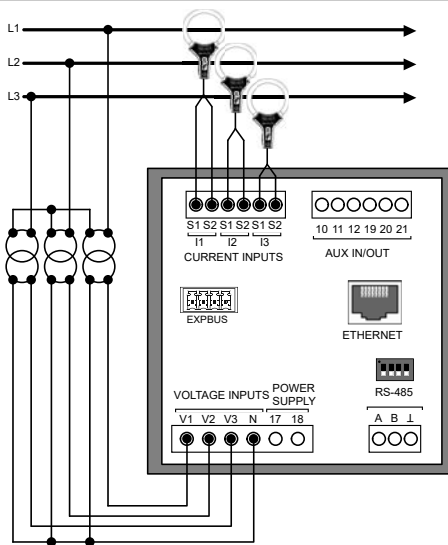 L1
L2
L3
S1 S2 S1 S2 S1 S2
I1 I2 I3
CURRENT INPUTS
10 11 12 19 20 21
AUX IN/OUT
EXPBUS
ETHERNET
RS-485
VOLTAGE INPUTS
POWER
SUPPLY
V1 V2 V3 N 17 18
A B ⊥